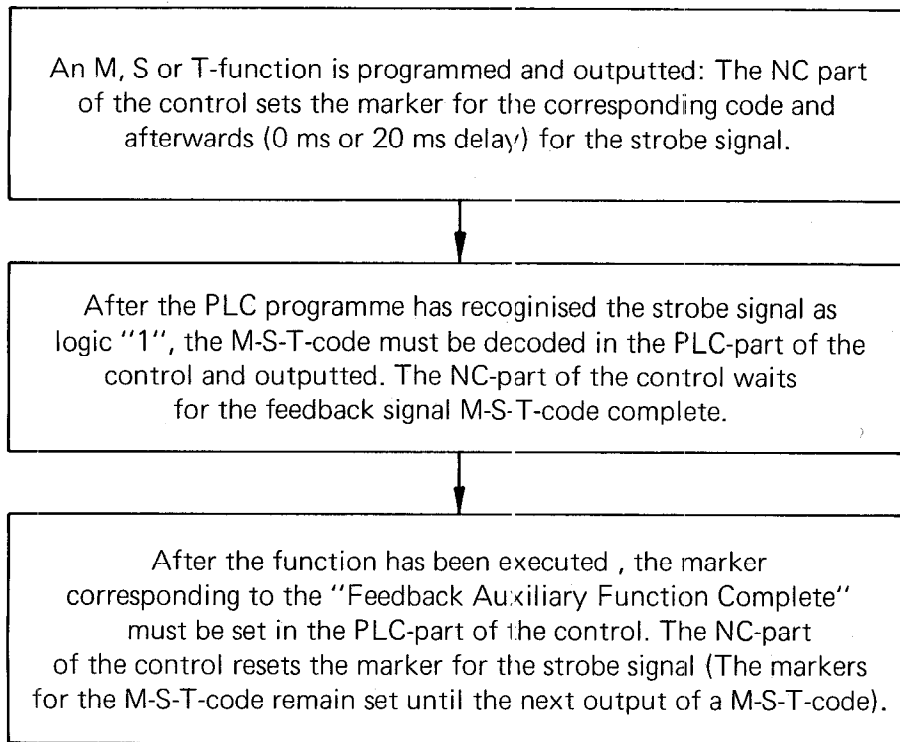 An M, S or T-function is programmed and outputted: The NC part
of the control sets the marker for the corresponding code and
afterwards (0 ms or 20 ms delay) for the strobe signal.
After the PLC programme has recoginised the strobe signal as
logic "1", the M-S-T-code must be decoded in the PLC-part of the
control and outputted. The NC-part of the control waits
for the feedback signal M-S-T-code complete.
After the function has been executed , the marker
corresponding to the "Feedback Auxiliary Function Complete"
must be set in the PLC-part of the control. The NC-part
of the control resets the marker for the strobe signal (The markers
for the M-S-T-code remain set until the next output of a M-S-T-code).